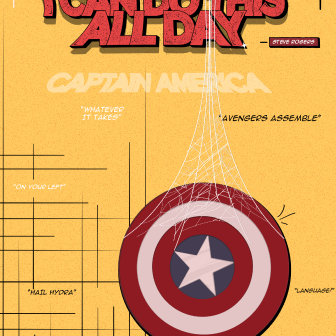 I CAN DO THIS
ALL DAY
— STEVE ROGERS
CAPTAIN AMERICA
"WHATEVER
IT TAKES"
"AVENGERS ASSEMBLE"
"ON YOUR LEFT"
"HAIL HYDRA"
"LANGUAGE!"